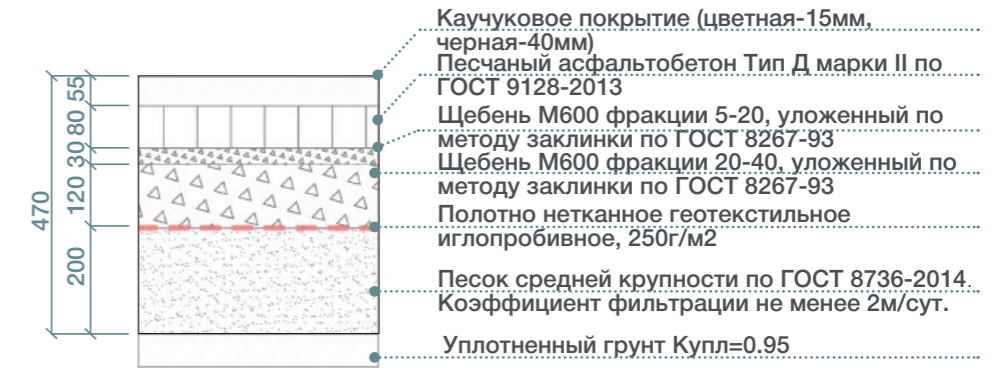 Каучуковое покрытие (цветная-15мм,
черная-40мм)
Песчаный асфальтобетон Тип Д марки II по
ГОСТ 9128-2013
Щебень М600 фракции 5-20, уложенный по
методу заклинки по ГОСТ 8267-93
Щебень М600 фракции 20-40, уложенный по
методу заклинки по ГОСТ 8267-93
Полотно нетканное геотекстильное
иглопробивное, 250г/м2
Песок средней крупности по ГОСТ 8736-2014.
Коэффициент фильтрации не менее 2м/сут.
Уплотненный грунт Купл=0.95
55
80
30
120
200
470